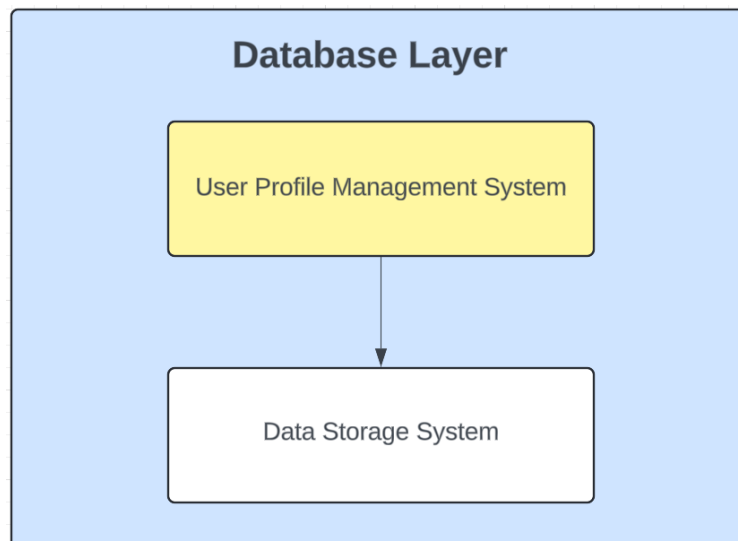 Database Layer
User Profile Management System
Data Storage System